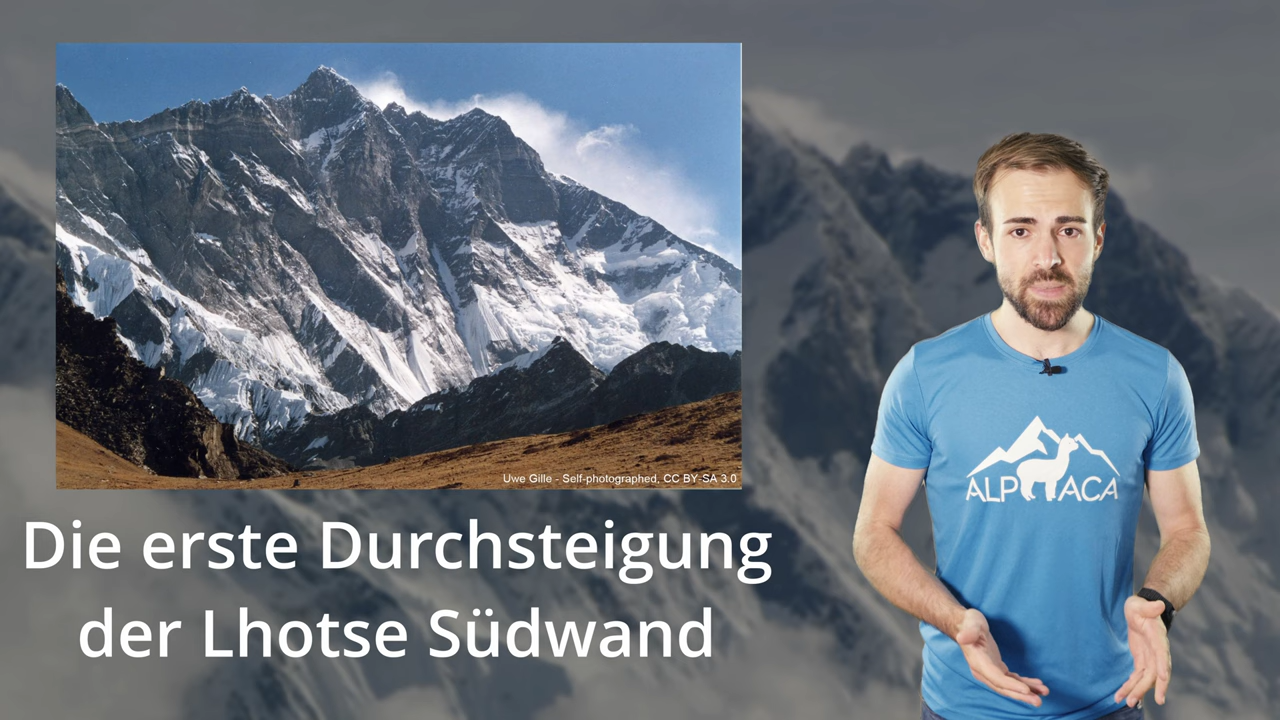 Uwe Gille - Self-photographed, CC BY-SA 3.0
Die erste Durchsteigung
der Lhotse Südwand
ALPACA